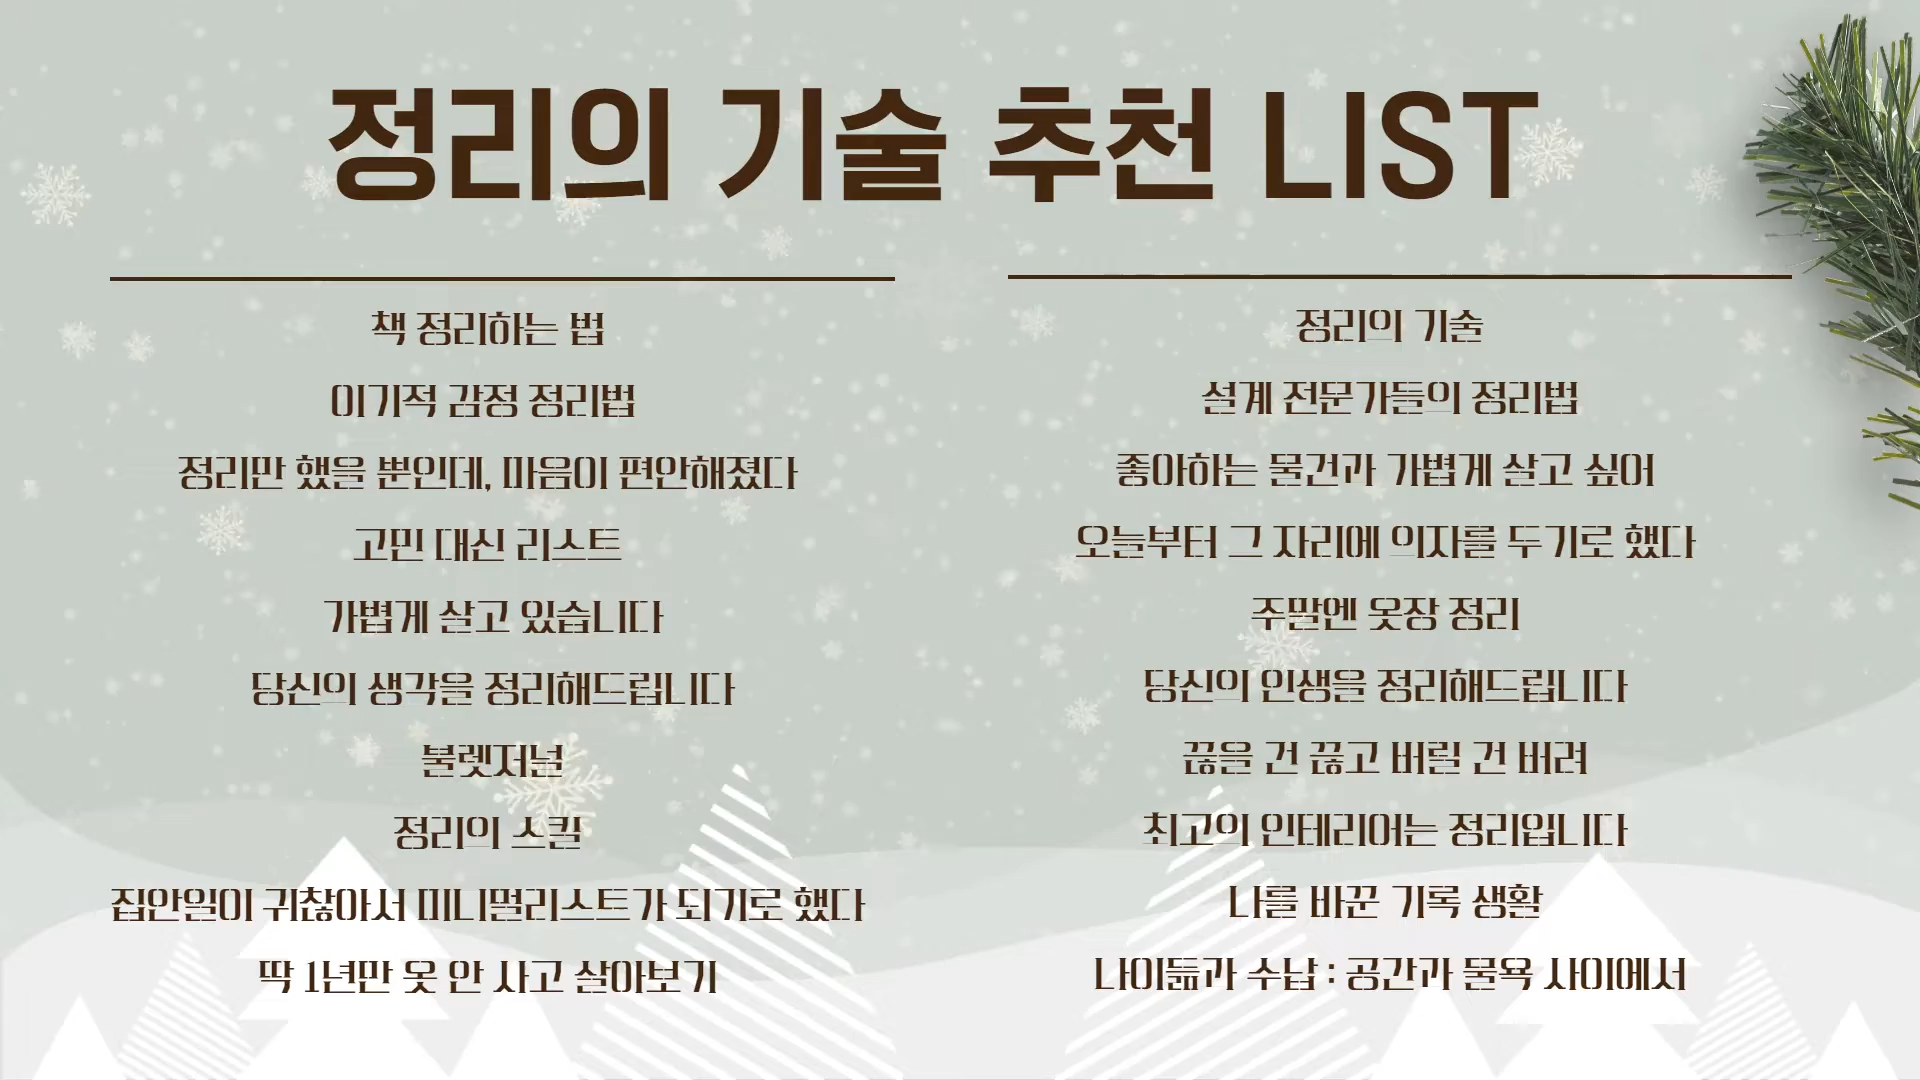 정리의 기술 추천 LIST
책 정리하는 법
이기적 감정 정리법
정리만 했을 뿐인데, 마음이 편안해졌다
고민 대신 리스트
가볍게 살고 있습니다
당신의 생각을 정리해드립니다
불렛저널
정리의 스킬
집안일이 귀찮아서 미니멀리스트가 되기로 했다
딱 1년만 옷 안 사고 살아보기
정리의 기술
설계 전문가들의 정리법
좋아하는 물건과 가볍게 살고 싶어
오늘부터 그 자리에 의자를 두기로 했다
주말엔 옷장 정리
당신의 인생을 정리해드립니다
끊을 건 끊고 버릴 건 버려
최고의 인테리어는 정리입니다
나를 바꾼 기록 생활
나이듦과 수납 : 공간과 물욕 사이에서